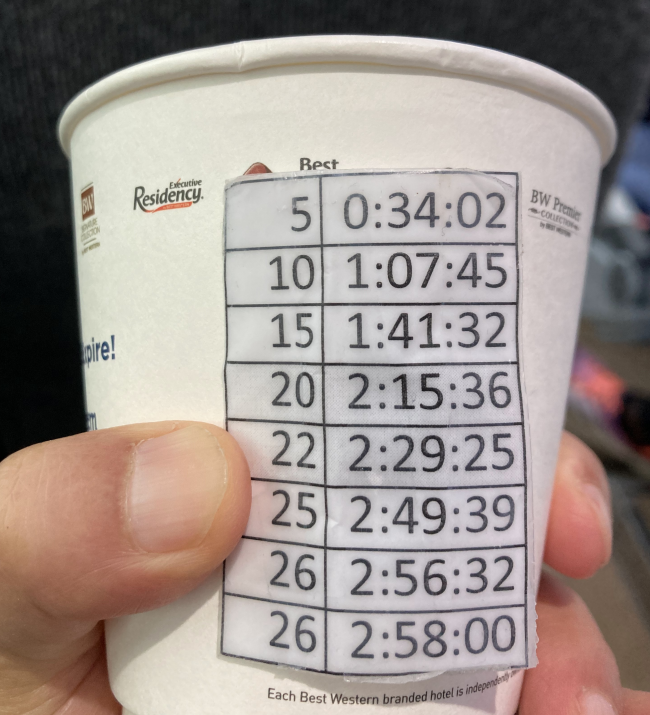 Best
Executive
Residency.
BW
BW Premier
COLLECTION
by BEST WESTERN
5 0:34:02
10 1:07:45
15 1:41:32
20 2:15:36
22 2:29:25
25 2:49:39
26 2:56:32
26 2:58:00
Each Best Western branded hotel is independently